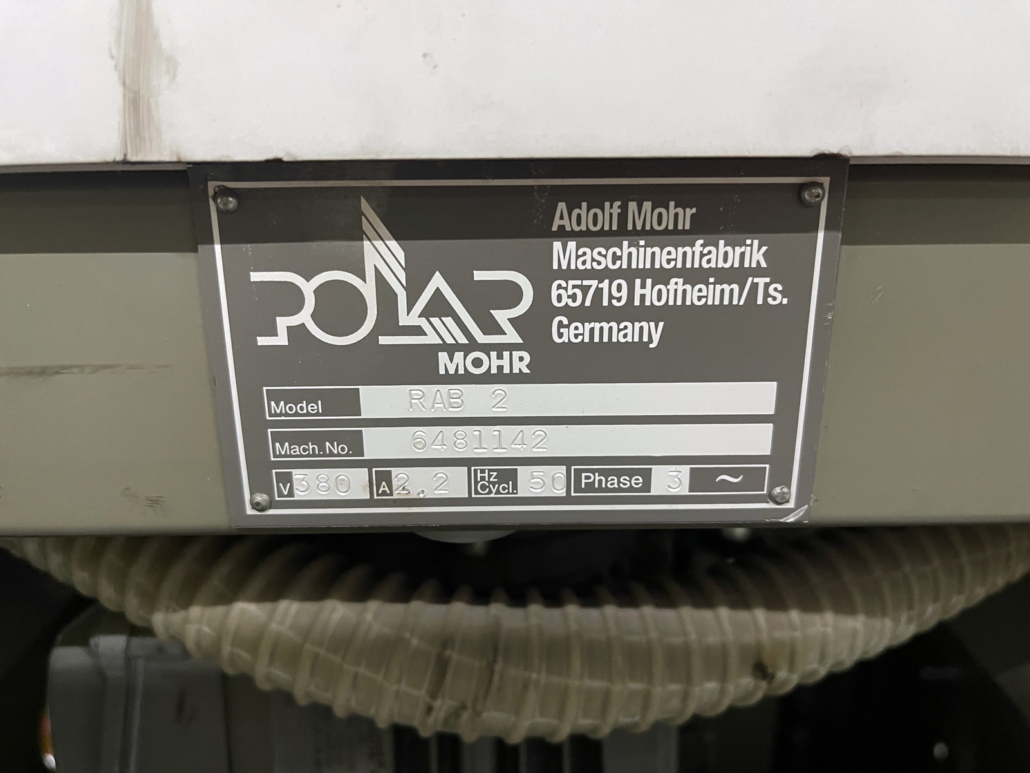 POLAR
MOHR
Adolf Mohr
Maschinenfabrik
65719 Hofheim/Ts.
Germany
Model RAB 2
Mach.No. 6481142
V 380 A 2.2 Hz Cycl. 50 Phase 3 ~